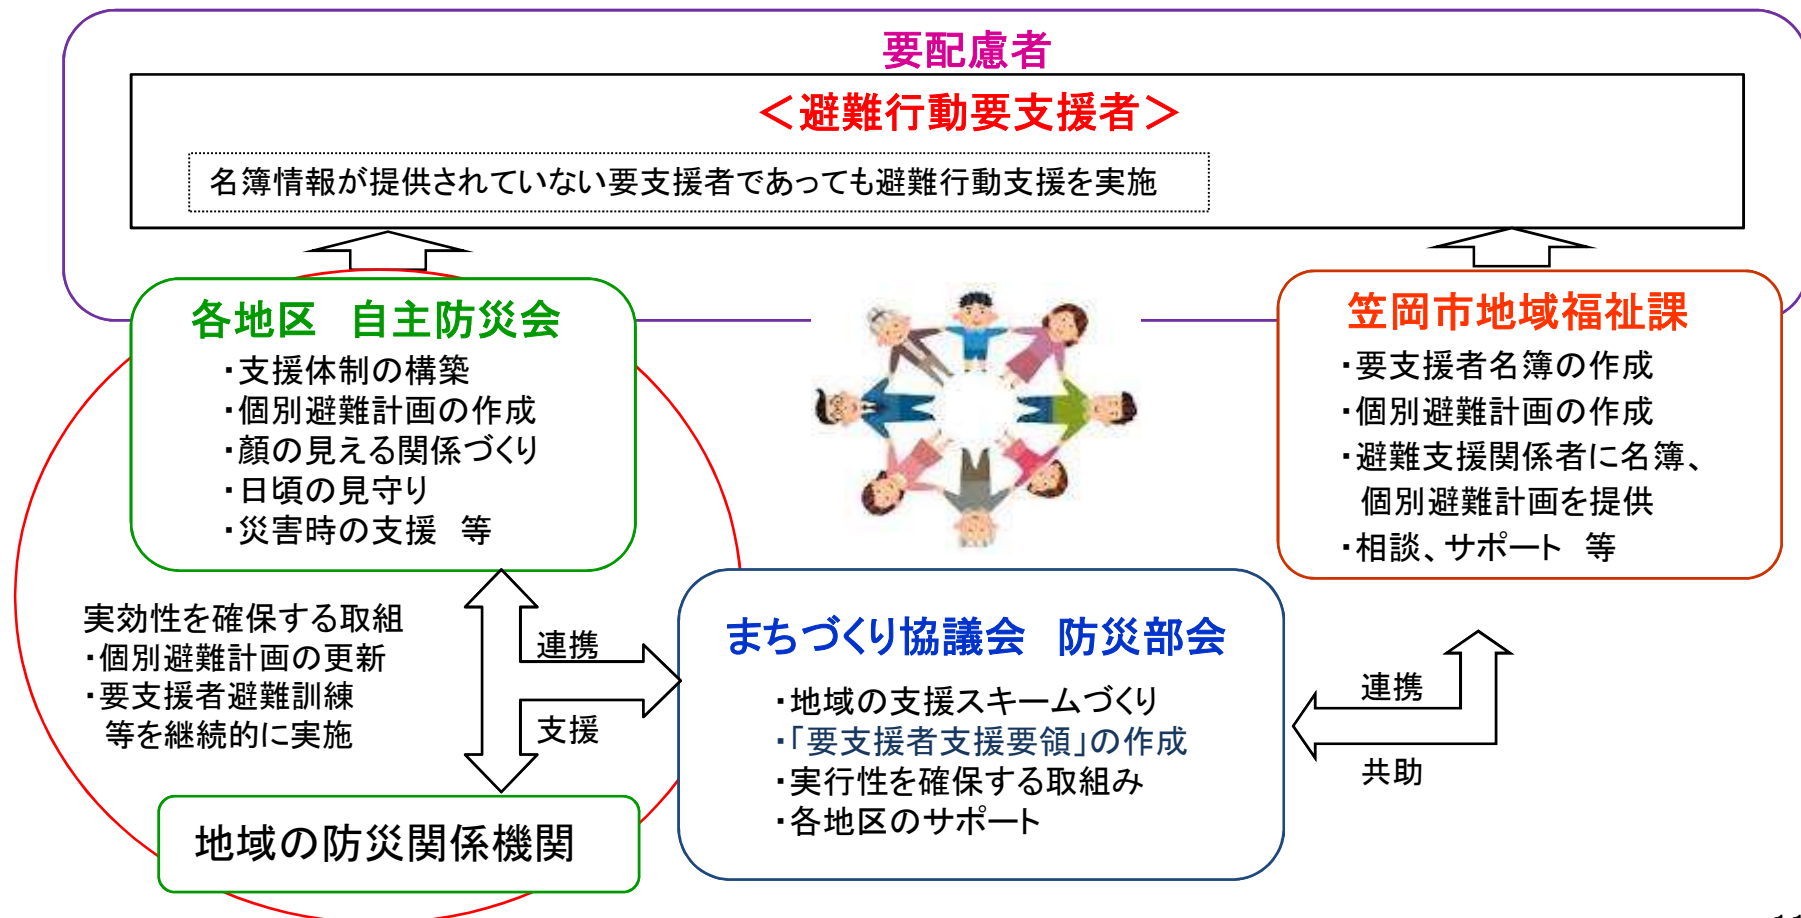 要配慮者
＜避難行動要支援者＞
名簿情報が提供されていない要支援者であっても避難行動支援を実施
各地区　自主防災会
・支援体制の構築
・個別避難計画の作成
・顔の見える関係づくり
・日頃の見守り
・災害時の支援　等
笠岡市地域福祉課
・要支援者名簿の作成
・個別避難計画の作成
・避難支援関係者に名簿、
個別避難計画を提供
・相談、サポート　等
実効性を確保する取組
・個別避難計画の更新
・要支援者避難訓練
等を継続的に実施
連携
支援
まちづくり協議会　防災部会
・地域の支援スキームづくり
・「要支援者支援要領」の作成
・実行性を確保する取組み
・各地区のサポート
連携
共助
地域の防災関係機関